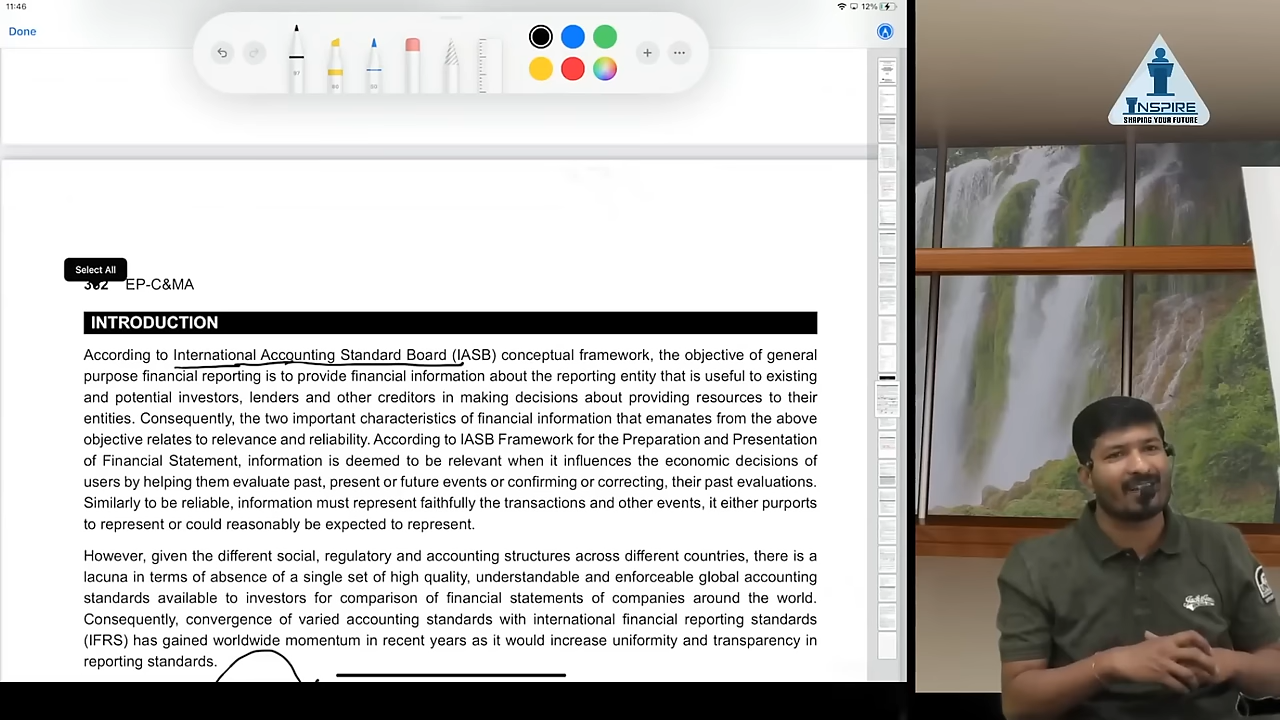 11:46
12%
Done
97
80
50
Select All
EP-C&MA
INTRODUCTION
According to International Accounting Standard Board (IASB) conceptual framework, the objective of general
purpose financial reporting is to provide financial information about the reporting entity that is useful to existing
and potential investors, lenders and other creditors in making decisions about providing resources to their
entities. Consequently, the two important characteristics of financial information that emanates from the above
objective relates to relevance and reliability. According to IASB Framework for the Preparation and Presentation
of Financial Statement, information is deemed to be relevant when it influences the economic decisions of
users by helping them evaluate past, present or future events or confirming or correcting, their past evaluations.
Similarly to be reliable, information must represent faithfully the transactions and other events, it either purports
to represent or could reasonably be expected to represent.
However, given the different social, regulatory and accounting structures across different countries, there is a
lacuna in term of absence of a single set of high quality, understandable and enforceable global accounting
standards available to investors for comparison of financial statements of companies around the world.
Consequently, convergence of varied accounting standards with international financial reporting standards
(IFRS) has gained worldwide momentum in recent years as it would increase uniformity and transparency in
reporting standards.
INSPIRE
SHAPING YOUR FUTURE